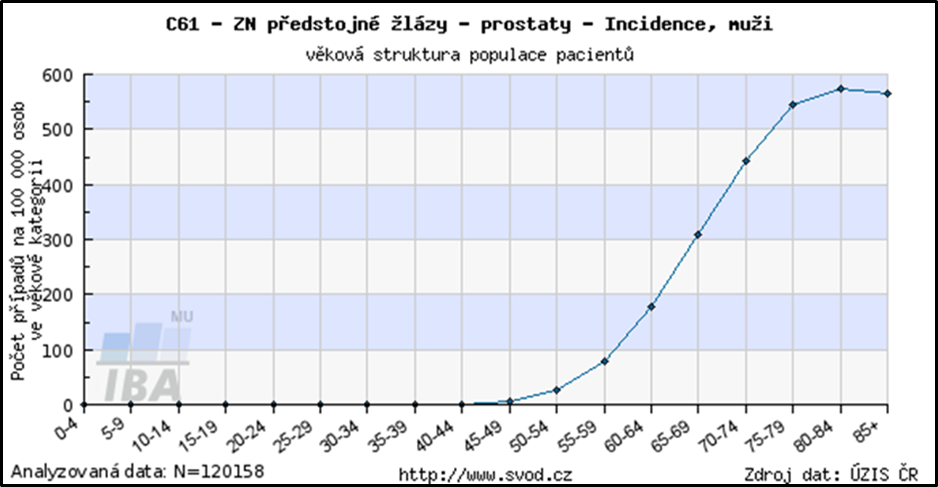 C61 - ZN předstojné žlázy - prostaty - Incidence, muži
věková struktura populace pacientů
Počet případů na 100 000 osob
ve věkové kategorii
600
500
400
300
200
100
0
MU
IBA
0-4 5-9 10-14 15-19 20-24 25-29 30-34 35-39 40-44 45-49 50-54 55-59 60-64 65-69 70-74 75-79 80-84 85+
Analyzovaná data: N=120158 http://www.svod.cz Zdroj dat: ÚZIS ČR